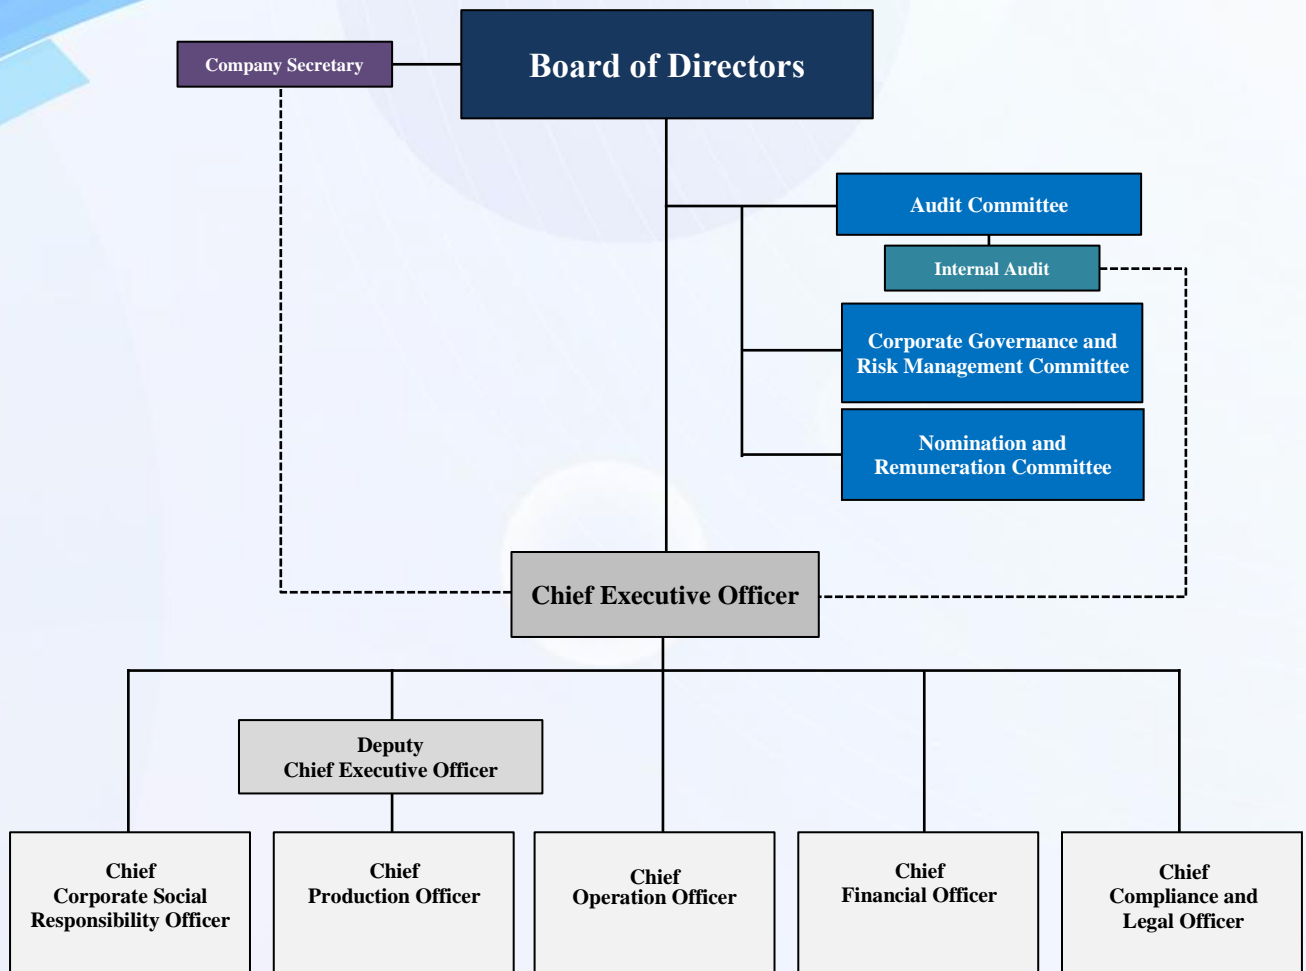 Board of Directors
Company Secretary
Audit Committee
Internal Audit
Corporate Governance and
Risk Management Committee
Nomination and
Remuneration Committee
Chief Executive Officer
Deputy
Chief Executive Officer
Chief
Corporate Social
Responsibility Officer
Chief
Production Officer
Chief
Operation Officer
Chief
Financial Officer
Chief
Compliance and
Legal Officer